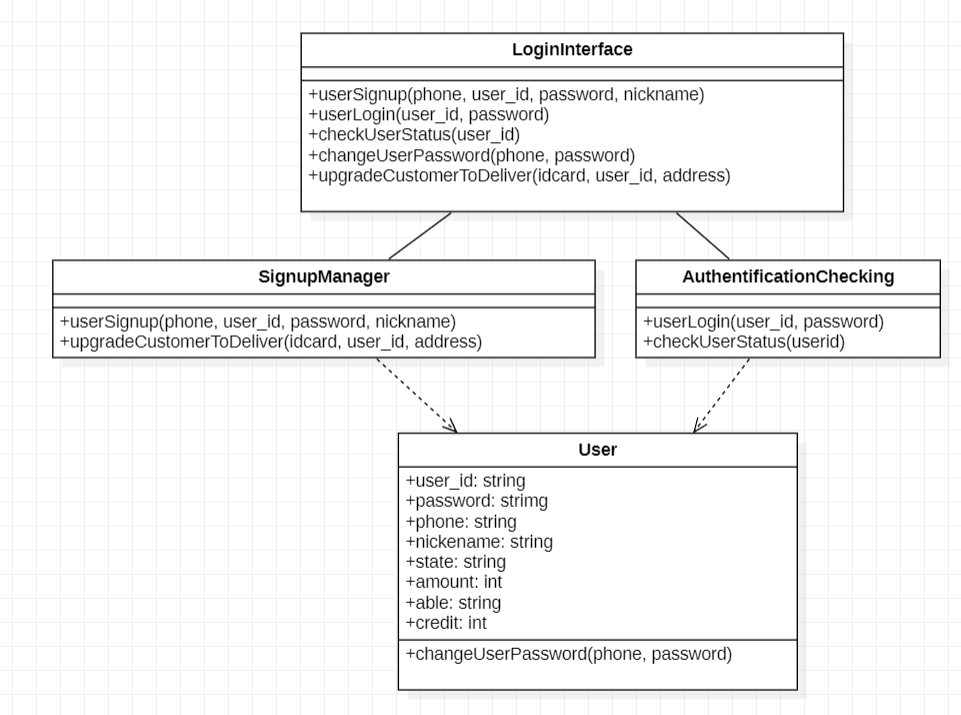 LoginInterface
+userSignup(phone, user_id, password, nickname)
+userLogin(user_id, password)
+checkUserStatus(user_id)
+changeUserPassword(phone, password)
+upgradeCustomerToDeliver(idcard, user_id, address)
SignupManager
+userSignup(phone, user_id, password, nickname)
+upgradeCustomerToDeliver(idcard, user_id, address)
AuthentificationChecking
+userLogin(user_id, password)
+checkUserStatus(userid)
User
+user_id: string
+password: strimg
+phone: string
+nickename: string
+state: string
+amount: int
+able: string
+credit: int
+changeUserPassword(phone, password)